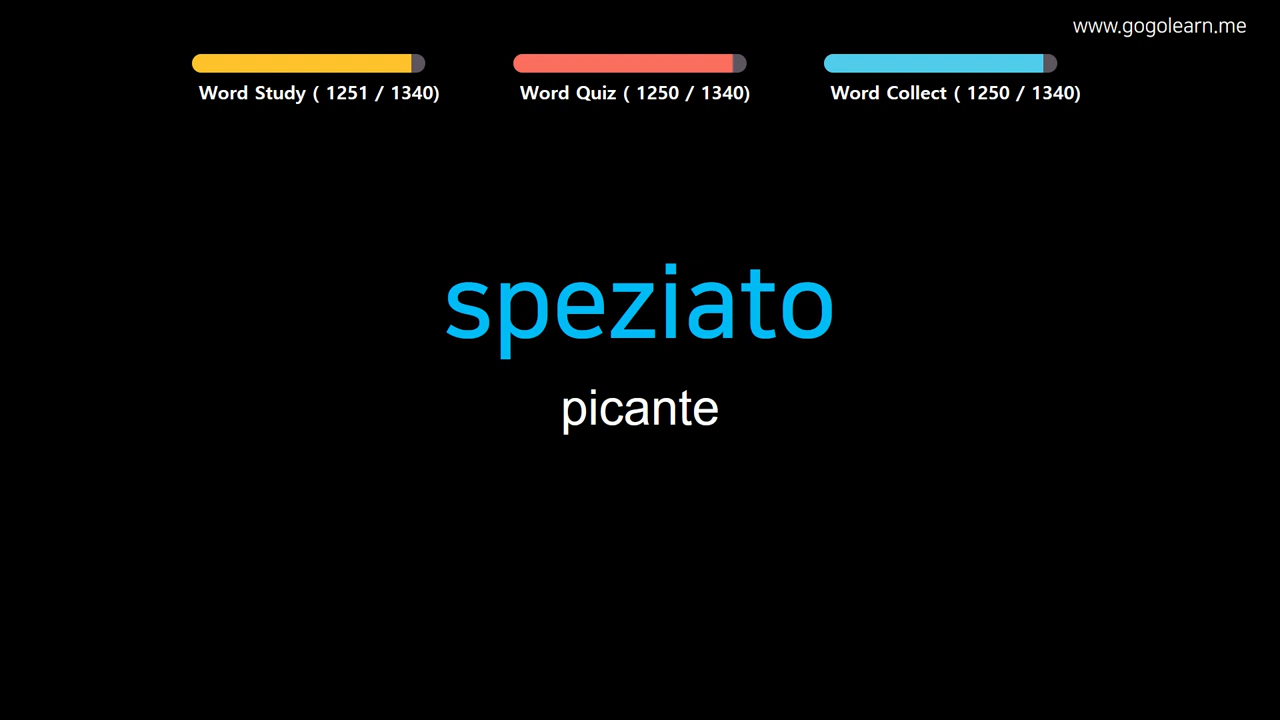 www.gogolearn.me
Word Study ( 1251 / 1340)
Word Quiz ( 1250 / 1340)
Word Collect ( 1250 / 1340)
speziato
picante